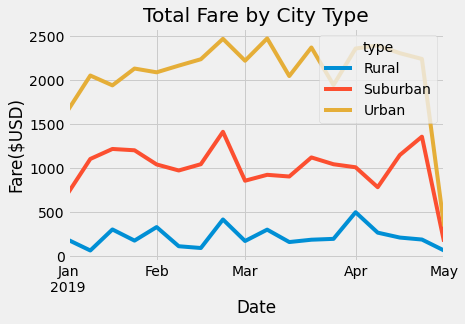 Total Fare by City Type
Fare($USD)
2500
2000
1500
1000
500
0
type
Rural
Suburban
Urban
Jan
2019
Feb
Mar
Apr
May
Date